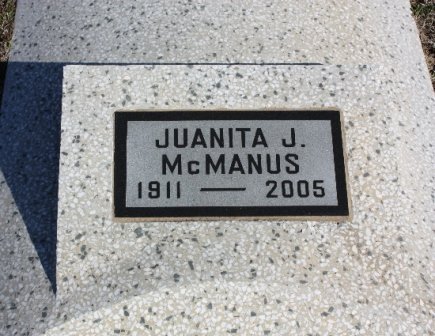 JUANITA J.
McMANUS
1911 — 2005